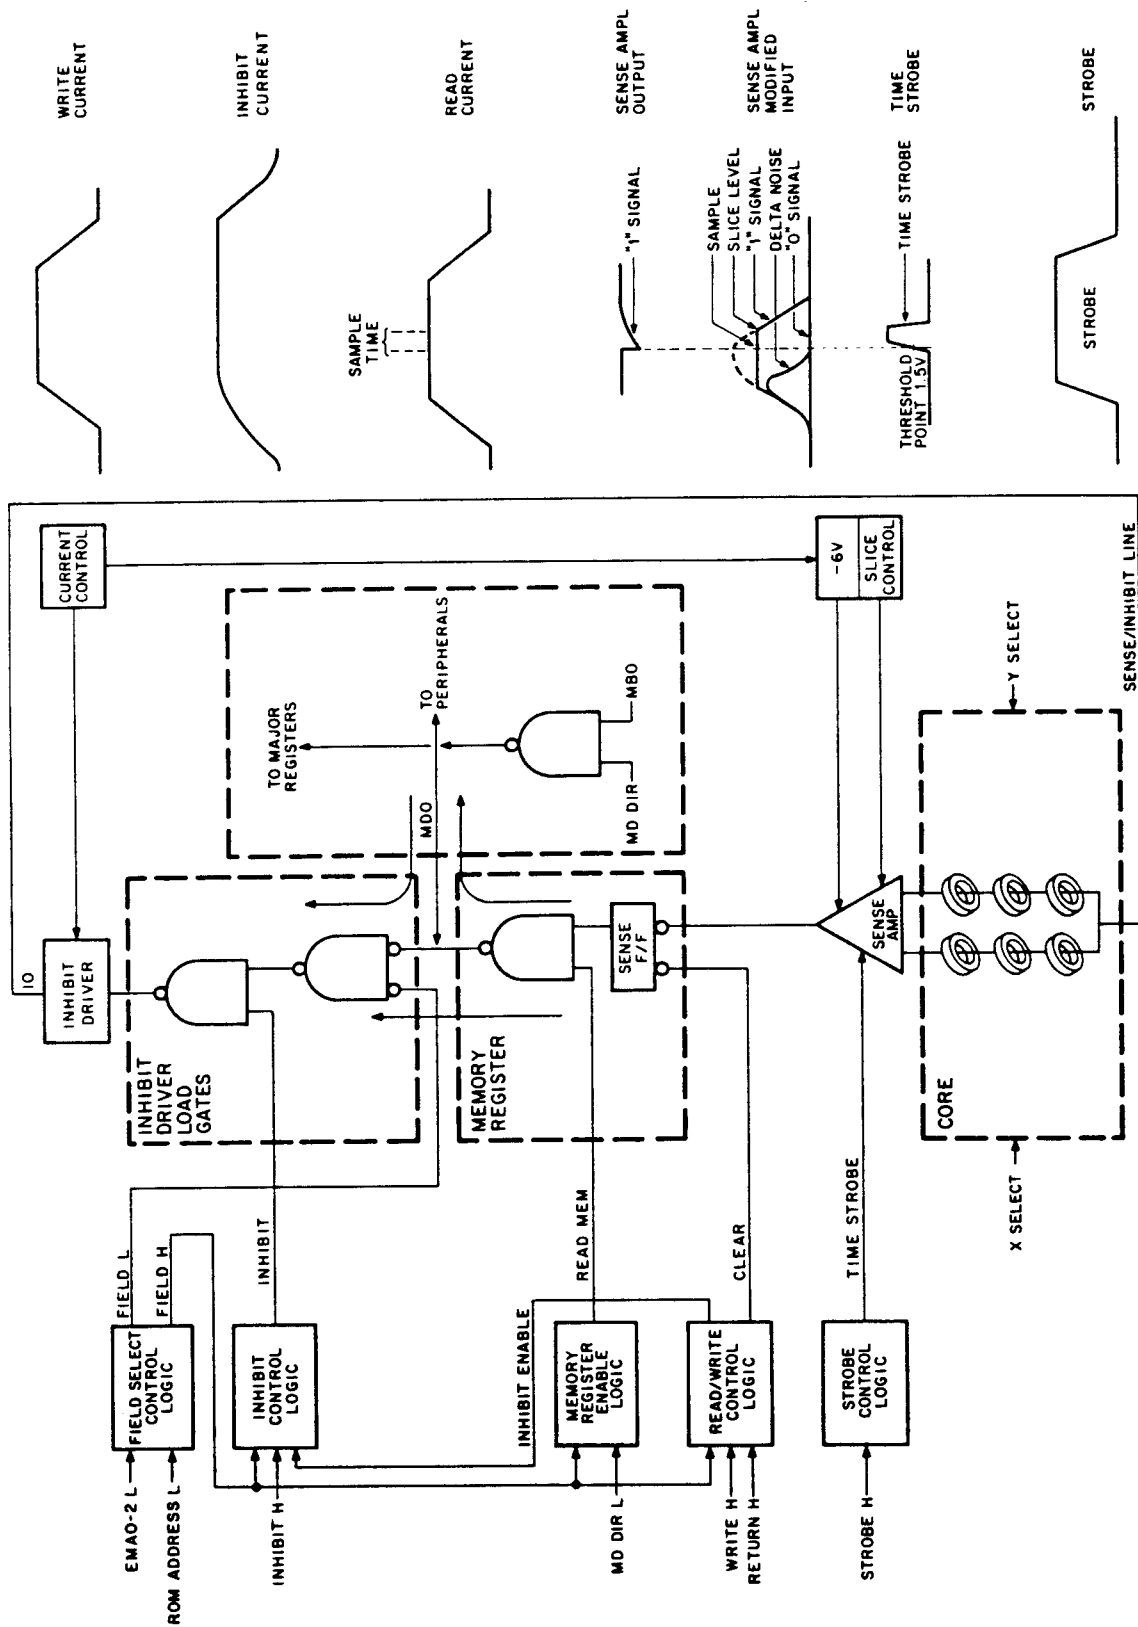 EMA0-2 L
ROM ADDRESS L
INHIBIT H
MD DIR L
WRITE H
RETURN H
STROBE H
FIELD SELECT
CONTROL
LOGIC
FIELD L
FIELD H
INHIBIT
CONTROL
LOGIC
INHIBIT
INHIBIT ENABLE
MEMORY
REGISTER
ENABLE
LOGIC
READ MEM
READ/WRITE
CONTROL
LOGIC
CLEAR
STROBE
CONTROL
LOGIC
TIME STROBE
X SELECT
INHIBIT
DRIVER
LOAD
GATES
MEMORY
REGISTER
CORE
IO
INHIBIT
DRIVER
SENSE
F/F
SENSE
AMP
MDO
TO MAJOR
REGISTERS
TO
PERIPHERALS
MD DIR
MBO
CURRENT
CONTROL
-6V
SLICE
CONTROL
Y SELECT
SENSE/INHIBIT LINE
WRITE
CURRENT
INHIBIT
CURRENT
READ
CURRENT
SAMPLE
TIME
SENSE AMPL
OUTPUT
"1" SIGNAL
SENSE AMPL
MODIFIED
INPUT
SAMPLE
SLICE LEVEL
"1" SIGNAL
DELTA NOISE
"0" SIGNAL
TIME
STROBE
TIME STROBE
THRESHOLD
POINT 1.5V
STROBE
STROBE